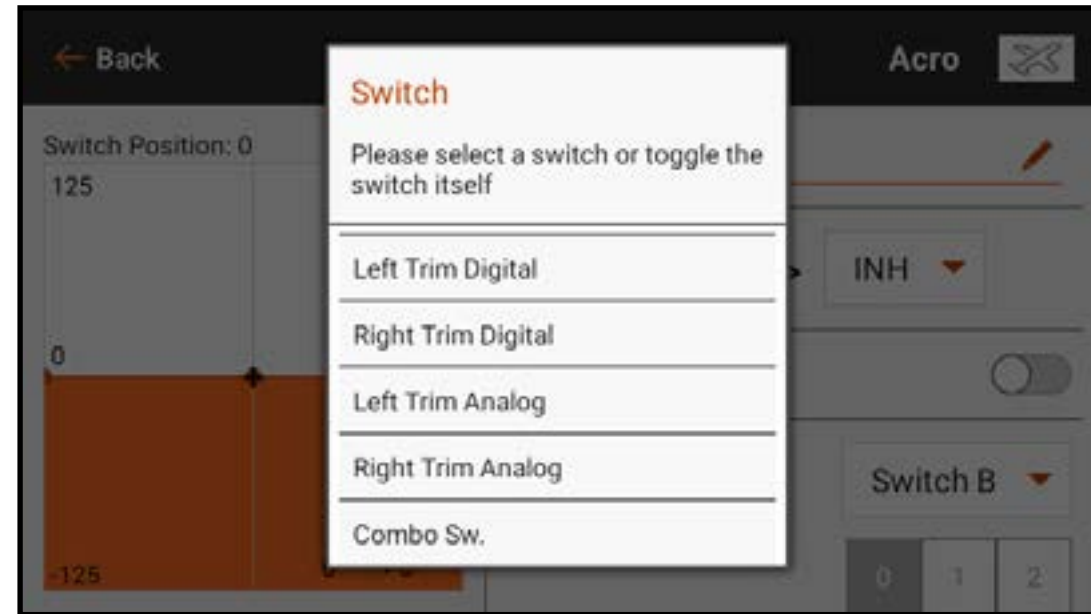 ← Back
Acro
Switch
Please select a switch or toggle the
switch itself
Left Trim Digital
Right Trim Digital
Left Trim Analog
Right Trim Analog
Combo Sw.
Switch Position: 0
125
0
-125
INH
Switch B
0 1 2